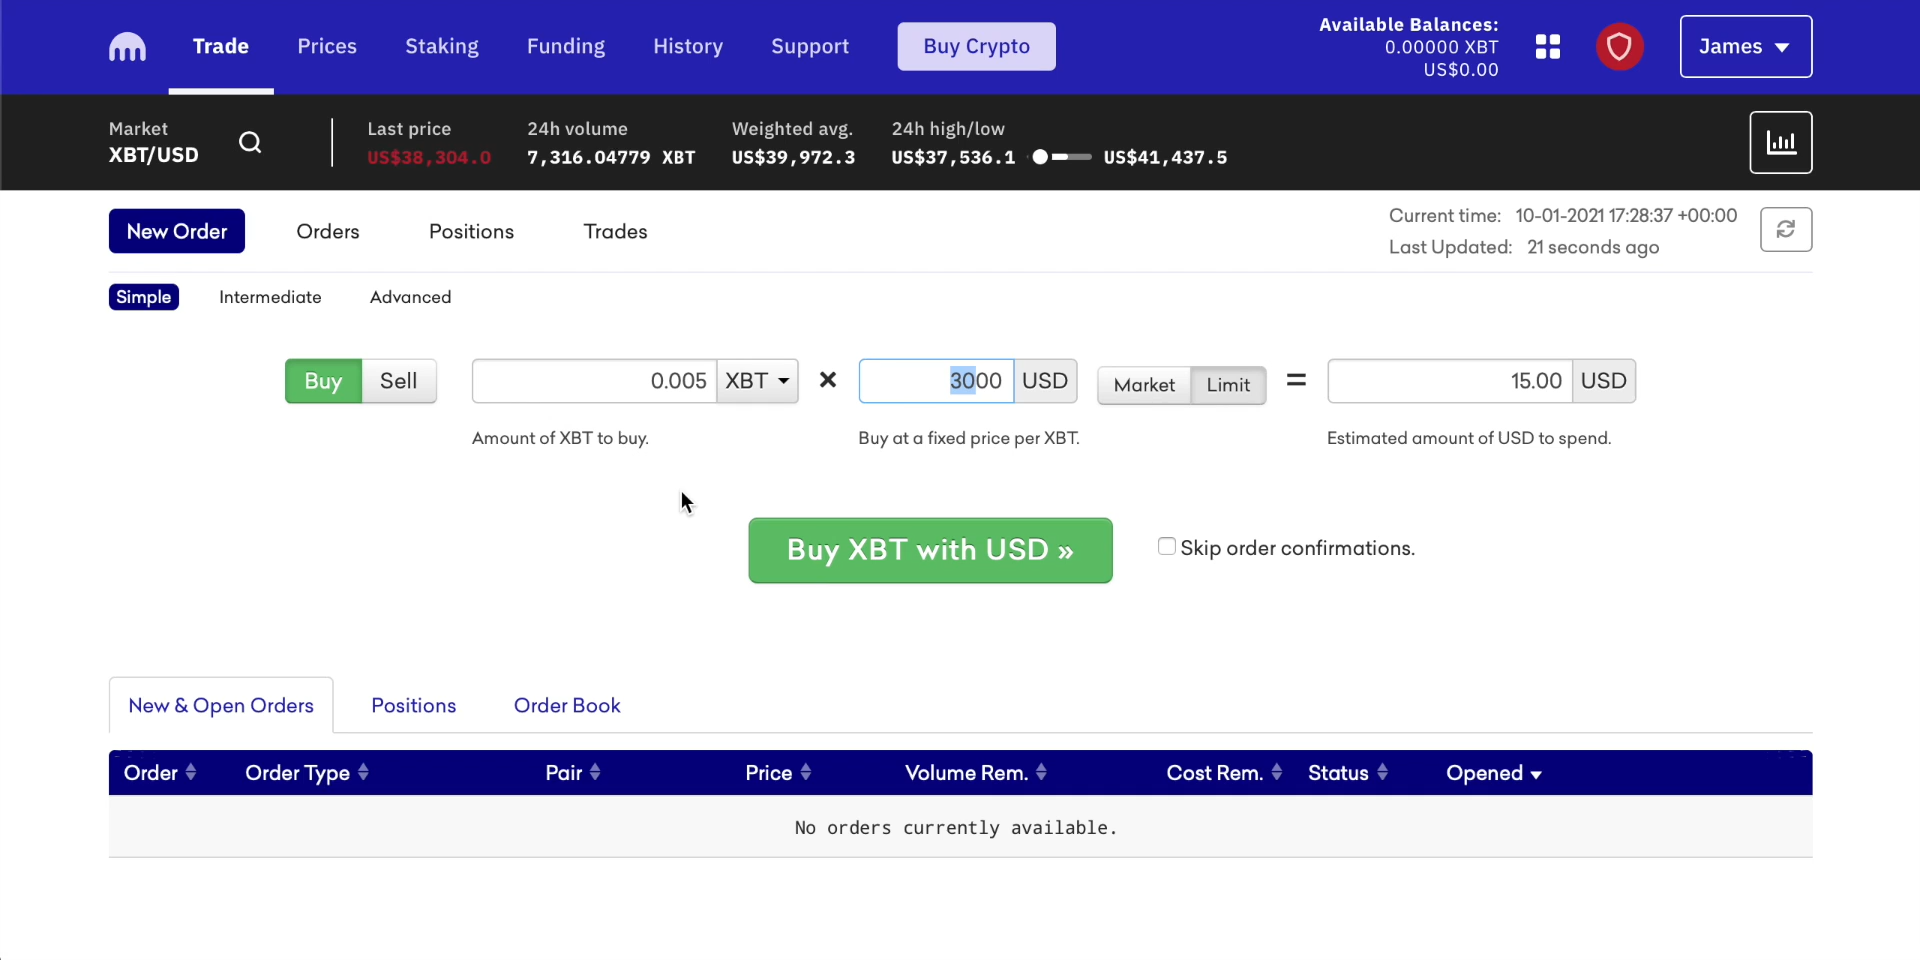 Trade
Prices
Staking
Funding
History
Support
Buy Crypto
Available Balances:
0.00000 XBT
US$0.00
James
Market
XBT/USD
Last price
US$38,304.0
24h volume
7,316.04779 XBT
Weighted avg.
US$39,972.3
24h high/low
US$37,536.1
US$41,437.5
New Order
Orders
Positions
Trades
Current time: 10-01-2021 17:28:37 +00:00
Last Updated: 21 seconds ago
Simple
Intermediate
Advanced
Buy
Sell
0.005
XBT
×
3000
USD
Market
Limit
=
15.00
USD
Amount of XBT to buy.
Buy at a fixed price per XBT.
Estimated amount of USD to spend.
Buy XBT with USD »
Skip order confirmations.
New & Open Orders
Positions
Order Book
Order
Order Type
Pair
Price
Volume Rem.
Cost Rem.
Status
Opened
No orders currently available.